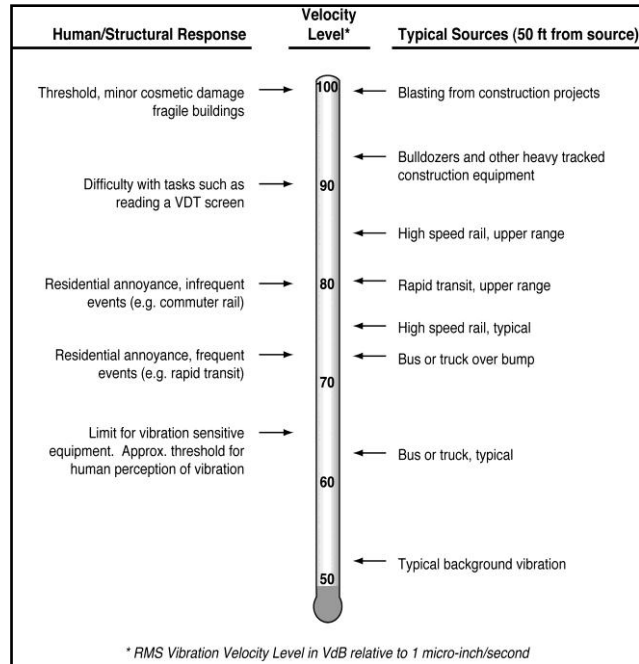 Human/Structural Response
Velocity
Level*
Typical Sources (50 ft from source)
Threshold, minor cosmetic damage
fragile buildings
100
Blasting from construction projects
Bulldozers and other heavy tracked
construction equipment
Difficulty with tasks such as
reading a VDT screen
90
High speed rail, upper range
Residential annoyance, infrequent
events (e.g. commuter rail)
80
Rapid transit, upper range
High speed rail, typical
Residential annoyance, frequent
events (e.g. rapid transit)
Bus or truck over bump
70
Limit for vibration sensitive
equipment. Approx. threshold for
human perception of vibration
Bus or truck, typical
60
Typical background vibration
50
* RMS Vibration Velocity Level in VdB relative to 1 micro-inch/second